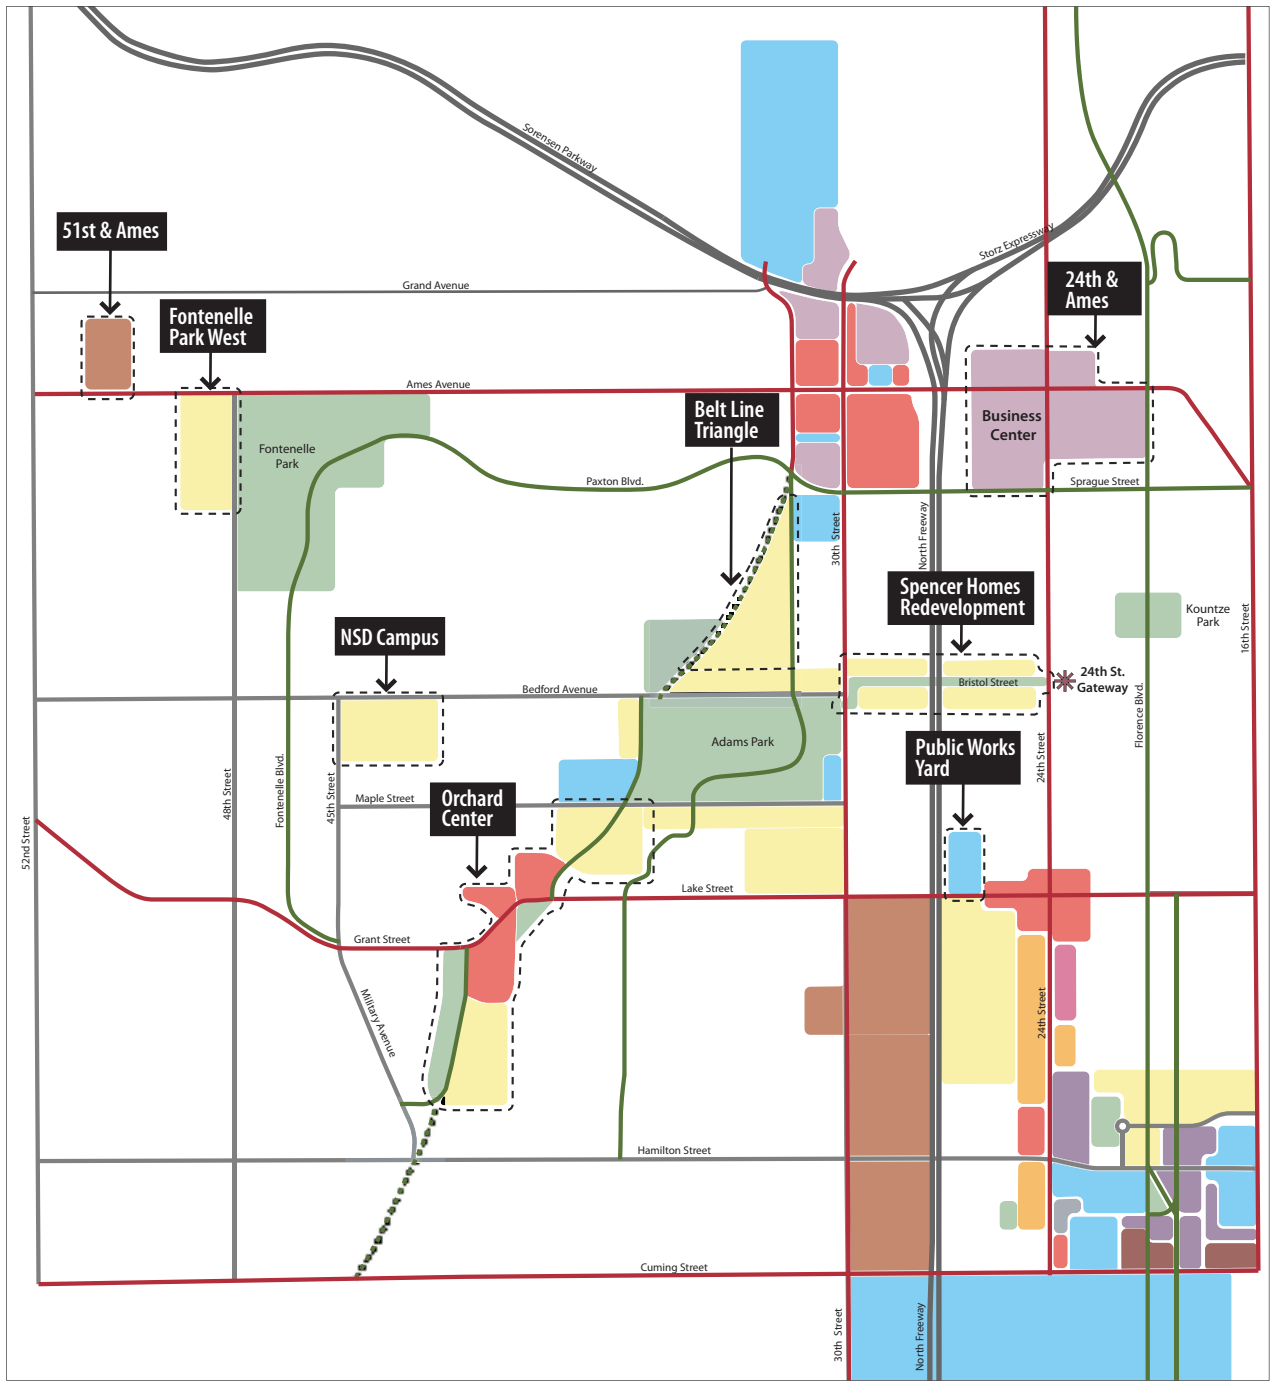 Sorensen Parkway
Storz Expressway
51st & Ames
Grand Avenue
24th &
Ames
Fontenelle
Park West
Ames Avenue
Belt Line
Triangle
Business
Center
Fontenelle
Park
Paxton Blvd.
Sprague Street
30th Street
North Freeway
Spencer Homes
Redevelopment
Kountze
Park
16th Street
NSD Campus
Bedford Avenue
Bristol Street
24th St.
Gateway
Florence Blvd.
Adams Park
Public Works
Yard
24th Street
48th Street
Fontenelle Blvd.
45th Street
Maple Street
Orchard
Center
52nd Street
Lake Street
Grant Street
Military Avenue
24th Street
Hamilton Street
Cuming Street
30th Street
North Freeway